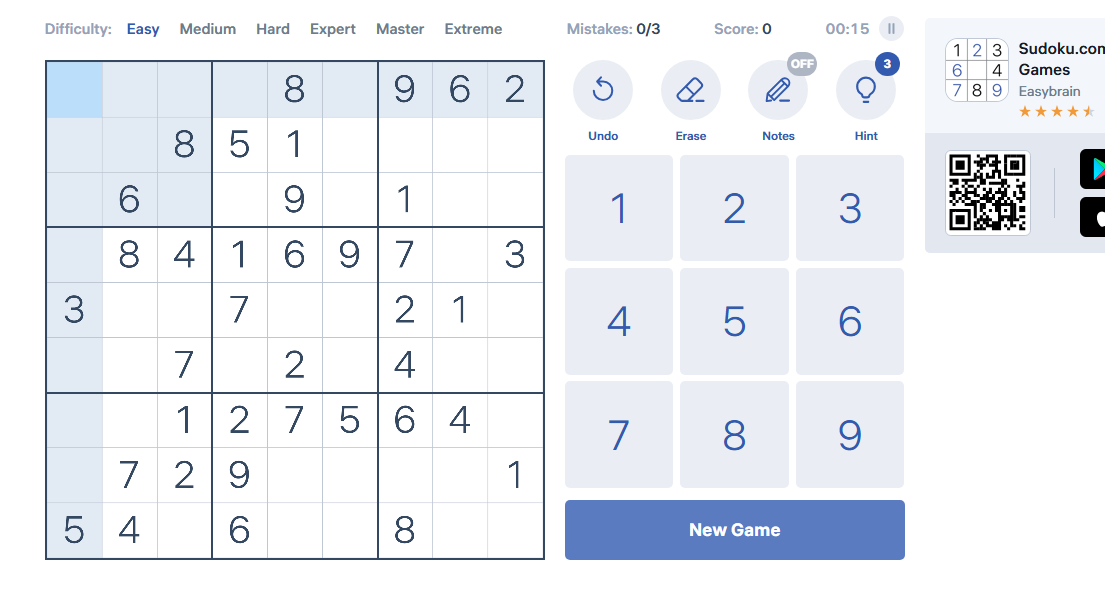 Difficulty: Easy Medium Hard Expert Master Extreme
Mistakes: 0/3 Score: 0 00:15
8 9 6 2
8 5 1
6 9 1
8 4 1 6 9 7 3
3 7 2 1
7 2 4
1 2 7 5 6 4
7 2 9 1
5 4 6 8
OFF 3
Undo Erase Notes Hint
1 2 3
4 5 6
7 8 9
New Game
1 2 3
6 4
7 8 9
Sudoku.com
Games
Easybrain